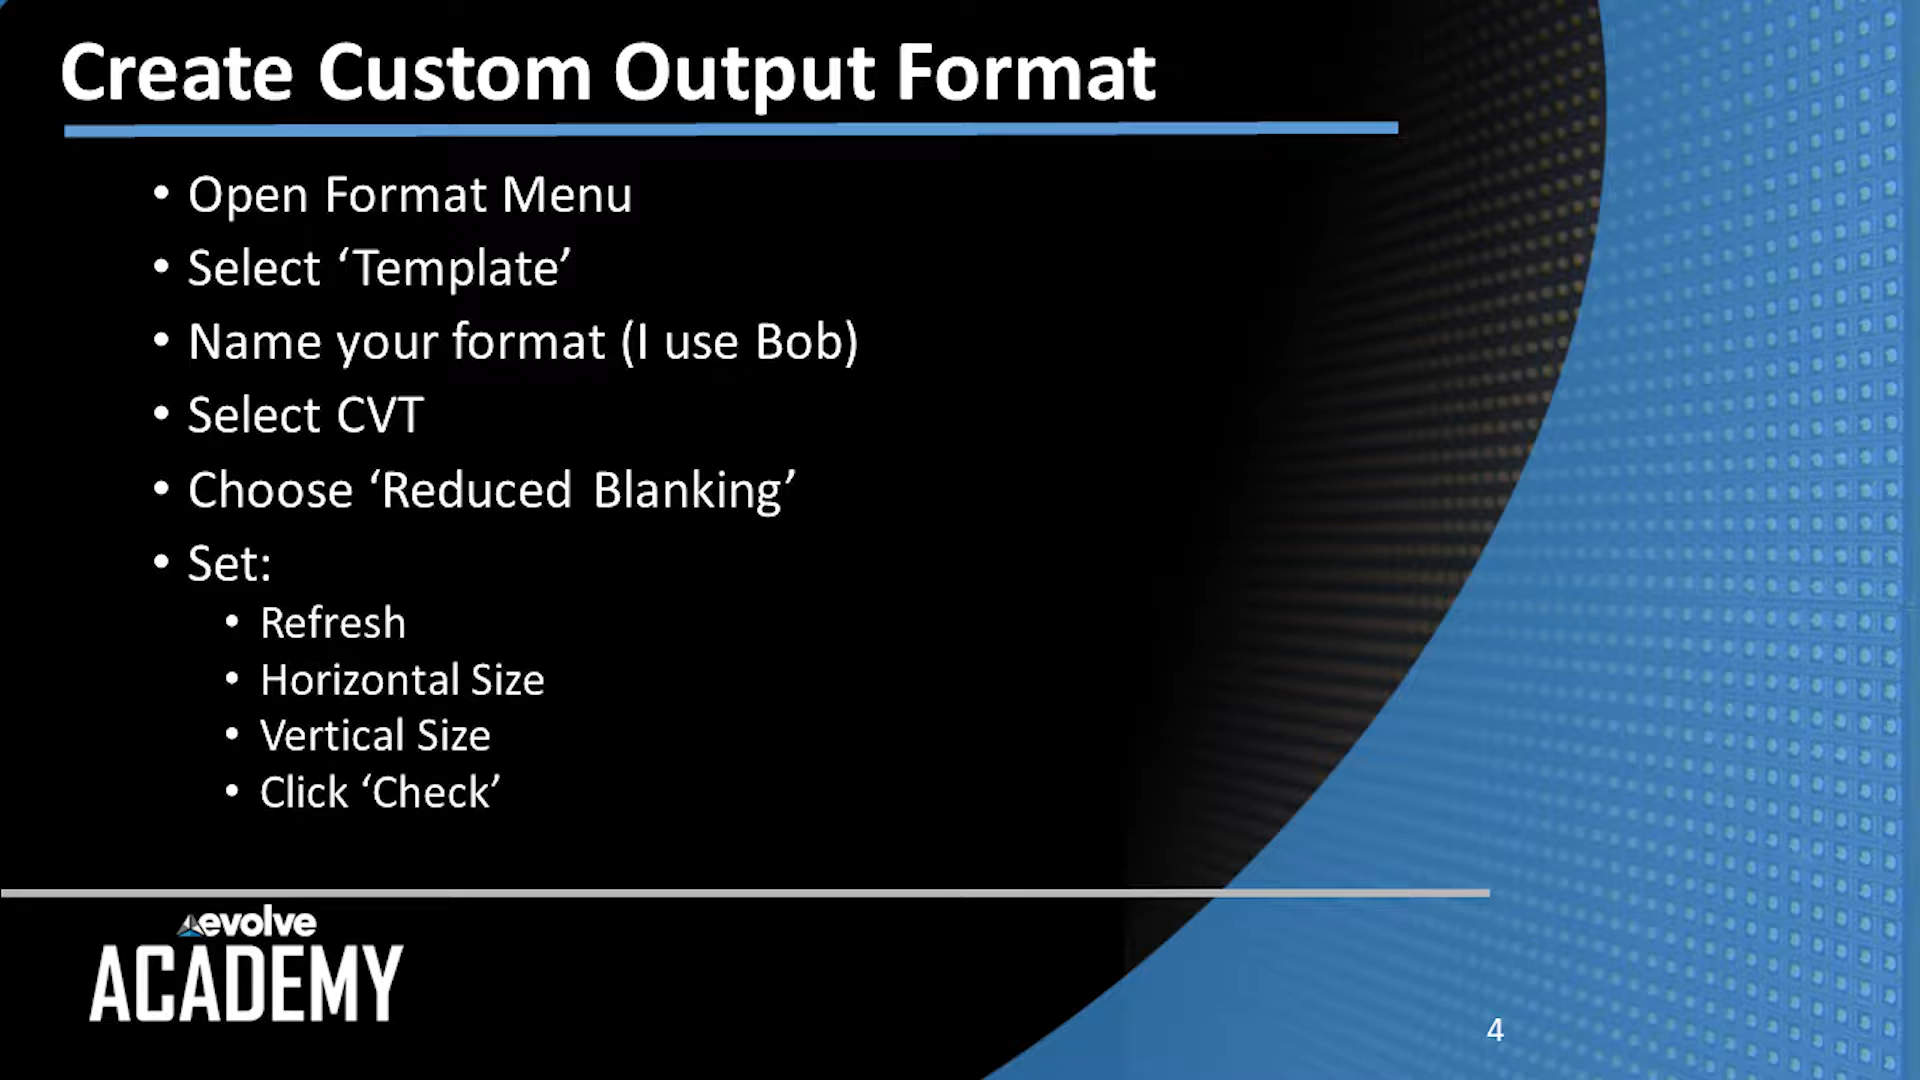 Create Custom Output Format
• Open Format Menu
• Select ‘Template’
• Name your format (I use Bob)
• Select CVT
• Choose ‘Reduced Blanking’
• Set:
• Refresh
• Horizontal Size
• Vertical Size
• Click ‘Check’
evolve
ACADEMY
4